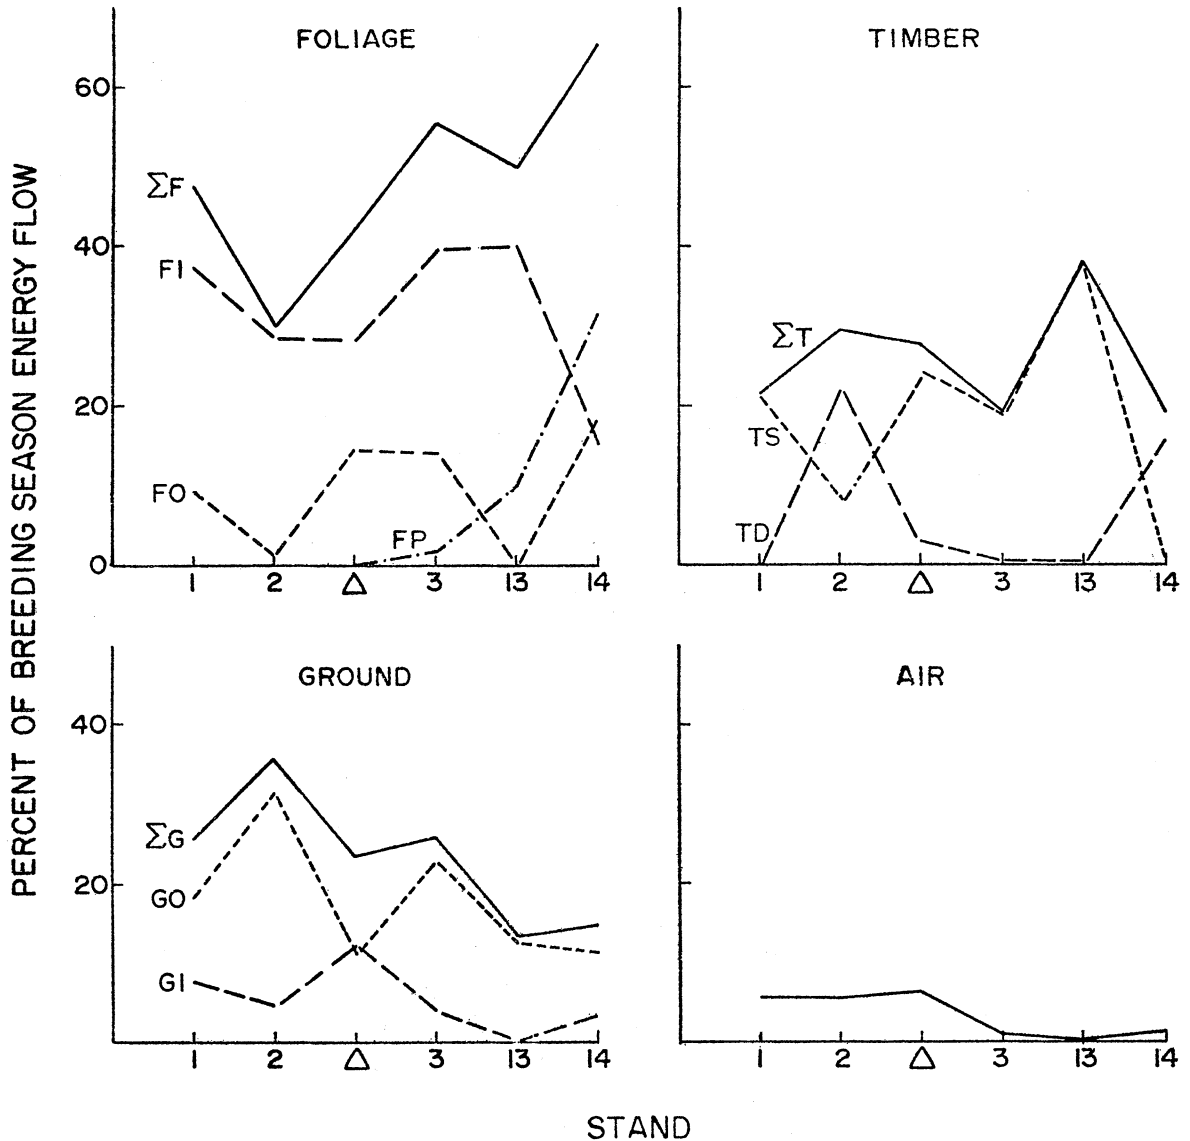 PERCENT OF BREEDING SEASON ENERGY FLOW
FOLIAGE
60
40
20
0
ΣF
FI
FO
FP
1 2 △ 3 13 14
TIMBER
ΣT
TS
TD
1 2 △ 3 13 14
GROUND
40
20
ΣG
GO
GI
1 2 △ 3 13 14
AIR
1 2 △ 3 13 14
STAND